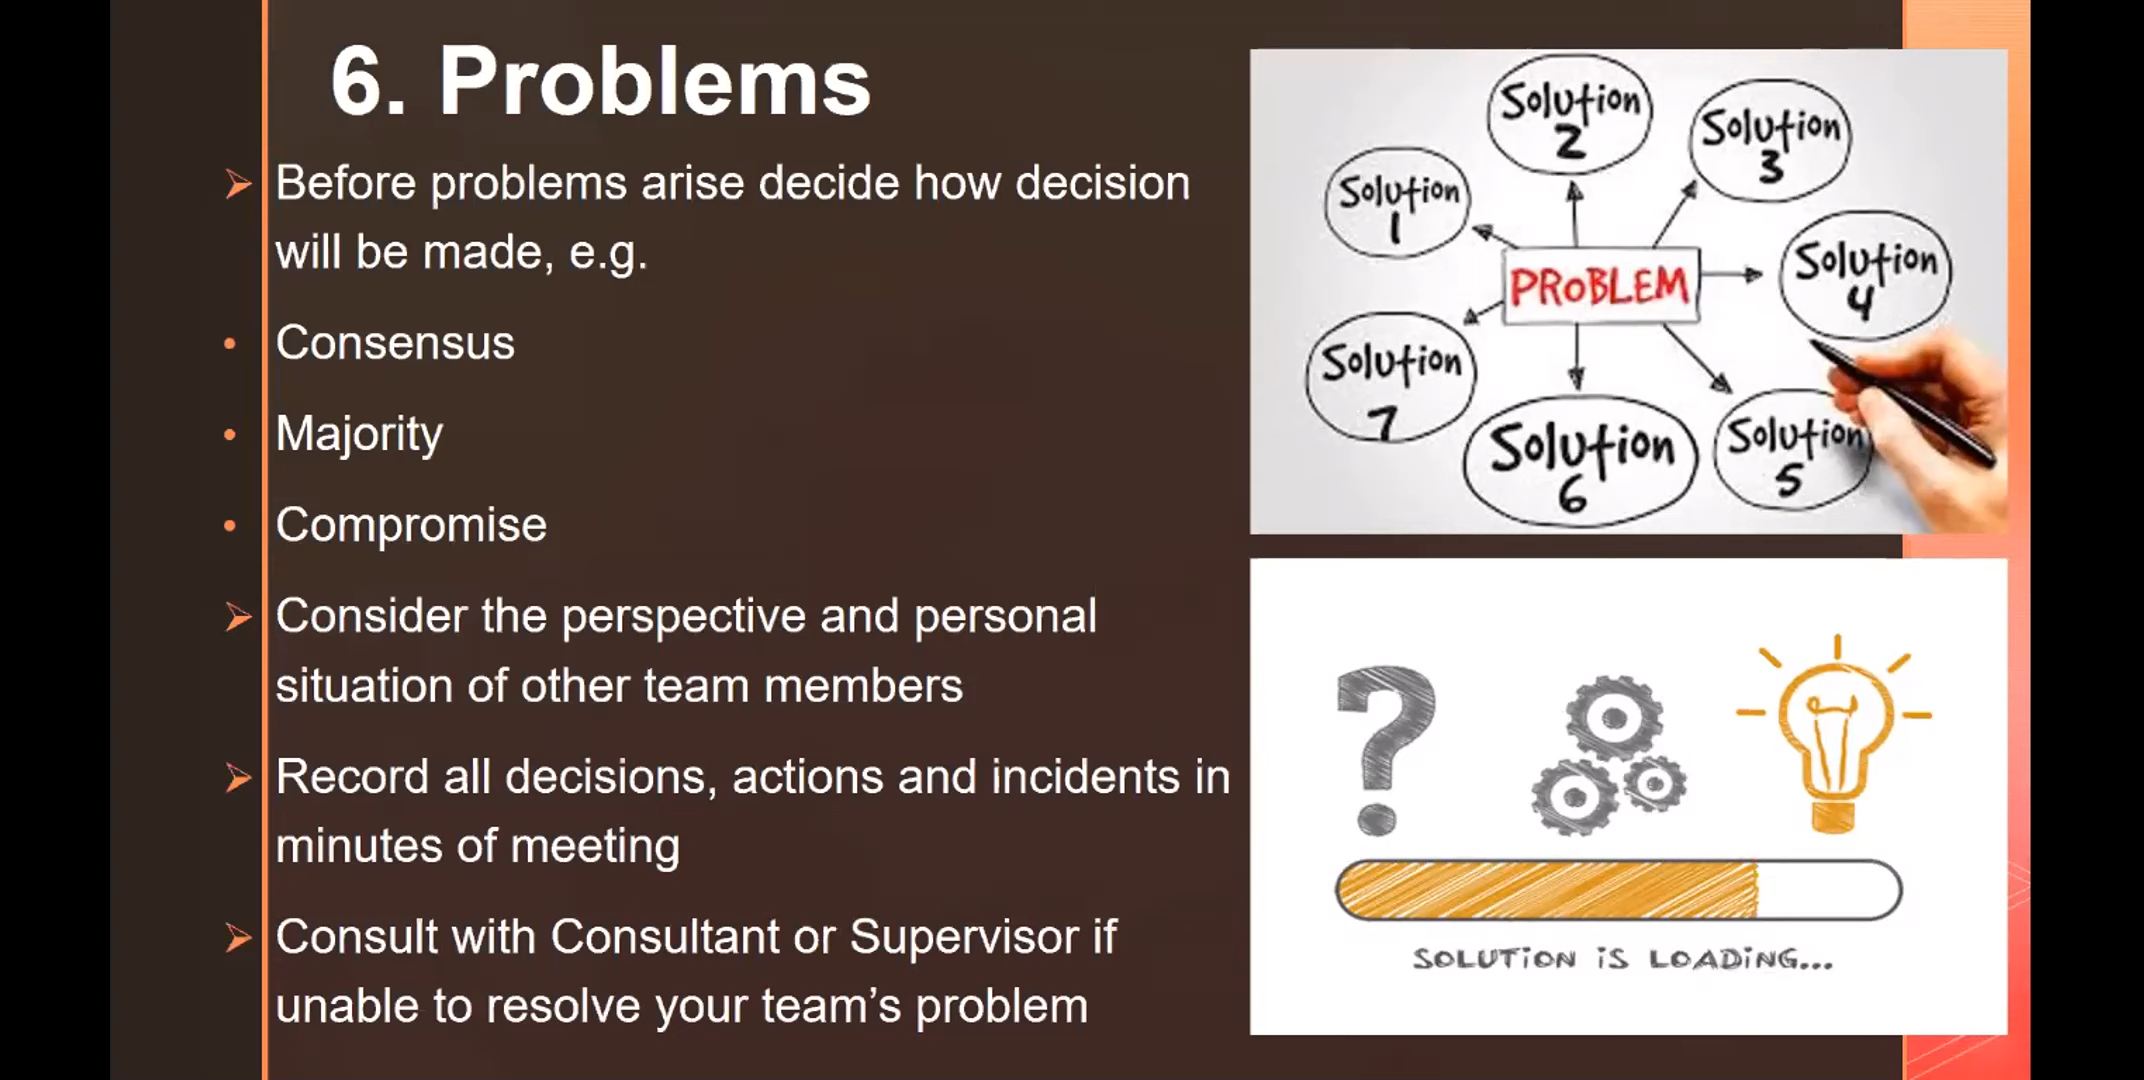 6. Problems
Before problems arise decide how decision
will be made, e.g.
Consensus
Majority
Compromise
Consider the perspective and personal
situation of other team members
Record all decisions, actions and incidents in
minutes of meeting
Consult with Consultant or Supervisor if
unable to resolve your team’s problem
Solution
1
Solution
2
Solution
3
Solution
4
PROBLEM
Solution
5
Solution
6
Solution
7
?
SOLUTION IS LOADING...